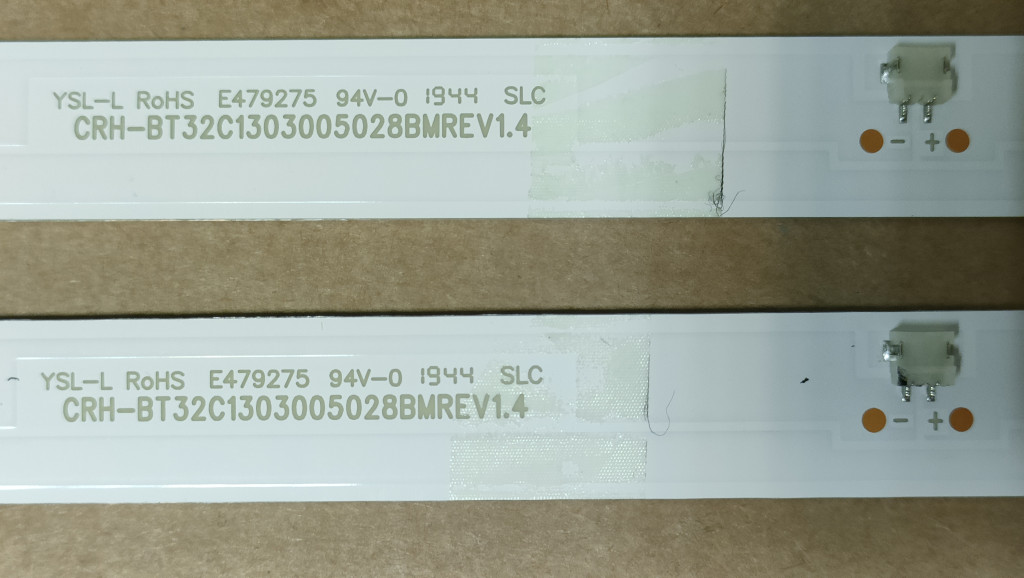 YSL-L RoHS E479275 94V-0 1944 SLC
CRH-BT32C1303005028BMREV1.4
- +
YSL-L RoHS E479275 94V-0 1944 SLC
CRH-BT32C1303005028BMREV1.4
- +